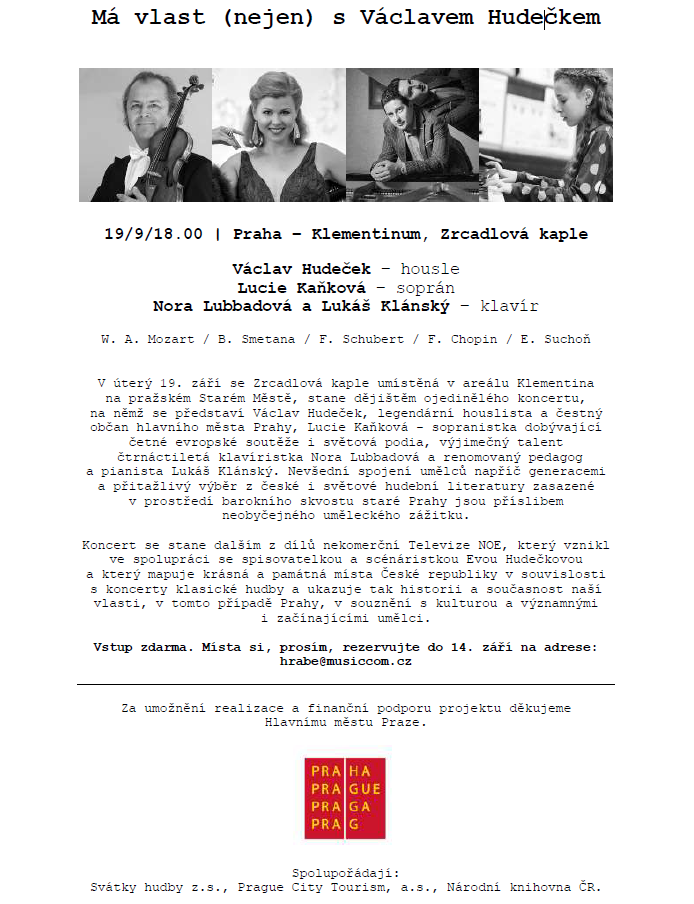 Má vlast (nejen) s Václavem Hudečkem
19/9/18.00 | Praha – Klementinum, Zrcadlová kaple
Václav Hudeček – housle
Lucie Kaňková – soprán
Nora Lubbadová a Lukáš Klánský – klavír
W. A. Mozart / B. Smetana / F. Schubert / F. Chopin / E. Suchoň
V úterý 19. září se Zrcadlová kaple umístěná v areálu Klementina
na pražském Starém Městě, stane dějištěm ojedinělého koncertu,
na němž se představí Václav Hudeček, legendární houslista a čestný
občan hlavního města Prahy, Lucie Kaňková – sopranistka dobývající
četné evropské soutěže i světová podia, výjimečný talent
čtrnáctiletá klavíristka Nora Lubbadová a renomovaný pedagog
a pianista Lukáš Klánský. Nevšední spojení umělců napříč generacemi
a přitažlivý výběr z české i světové hudební literatury zasazené
v prostředí barokního skvostu staré Prahy jsou příslibem
neobyčejného uměleckého zážitku.
Koncert se stane dalším z dílů nekomerční Televize NOE, který vznikl
ve spolupráci se spisovatelkou a scénáristkou Evou Hudečkovou
a který mapuje krásná a památná místa České republiky v souvislosti
s koncerty klasické hudby a ukazuje tak historii a současnost naší
vlasti, v tomto případě Prahy, v souznění s kulturou a významnými
i začínajícími umělci.
Vstup zdarma. Místa si, prosím, rezervujte do 14. září na adrese:
hrabe@musiccom.cz
Za umožnění realizace a finanční podporu projektu děkujeme
Hlavnímu městu Praze.
PRA HA
PRA GUE
PRA GA
PRA G
Spolupořádají:
Svátky hudby z.s., Prague City Tourism, a.s., Národní knihovna ČR.